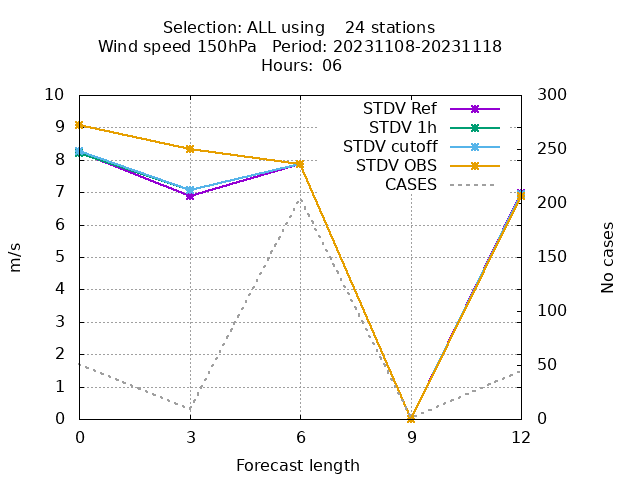 Selection: ALL using    24 stations
Wind speed 150hPa   Period: 20231108-20231118
Hours: 06
10
9
8
7
6
5
4
3
2
1
0
300
250
200
150
100
50
0
STDV Ref
STDV 1h
STDV cutoff
STDV OBS
CASES
m/s
No cases
0 3 6 9 12
Forecast length